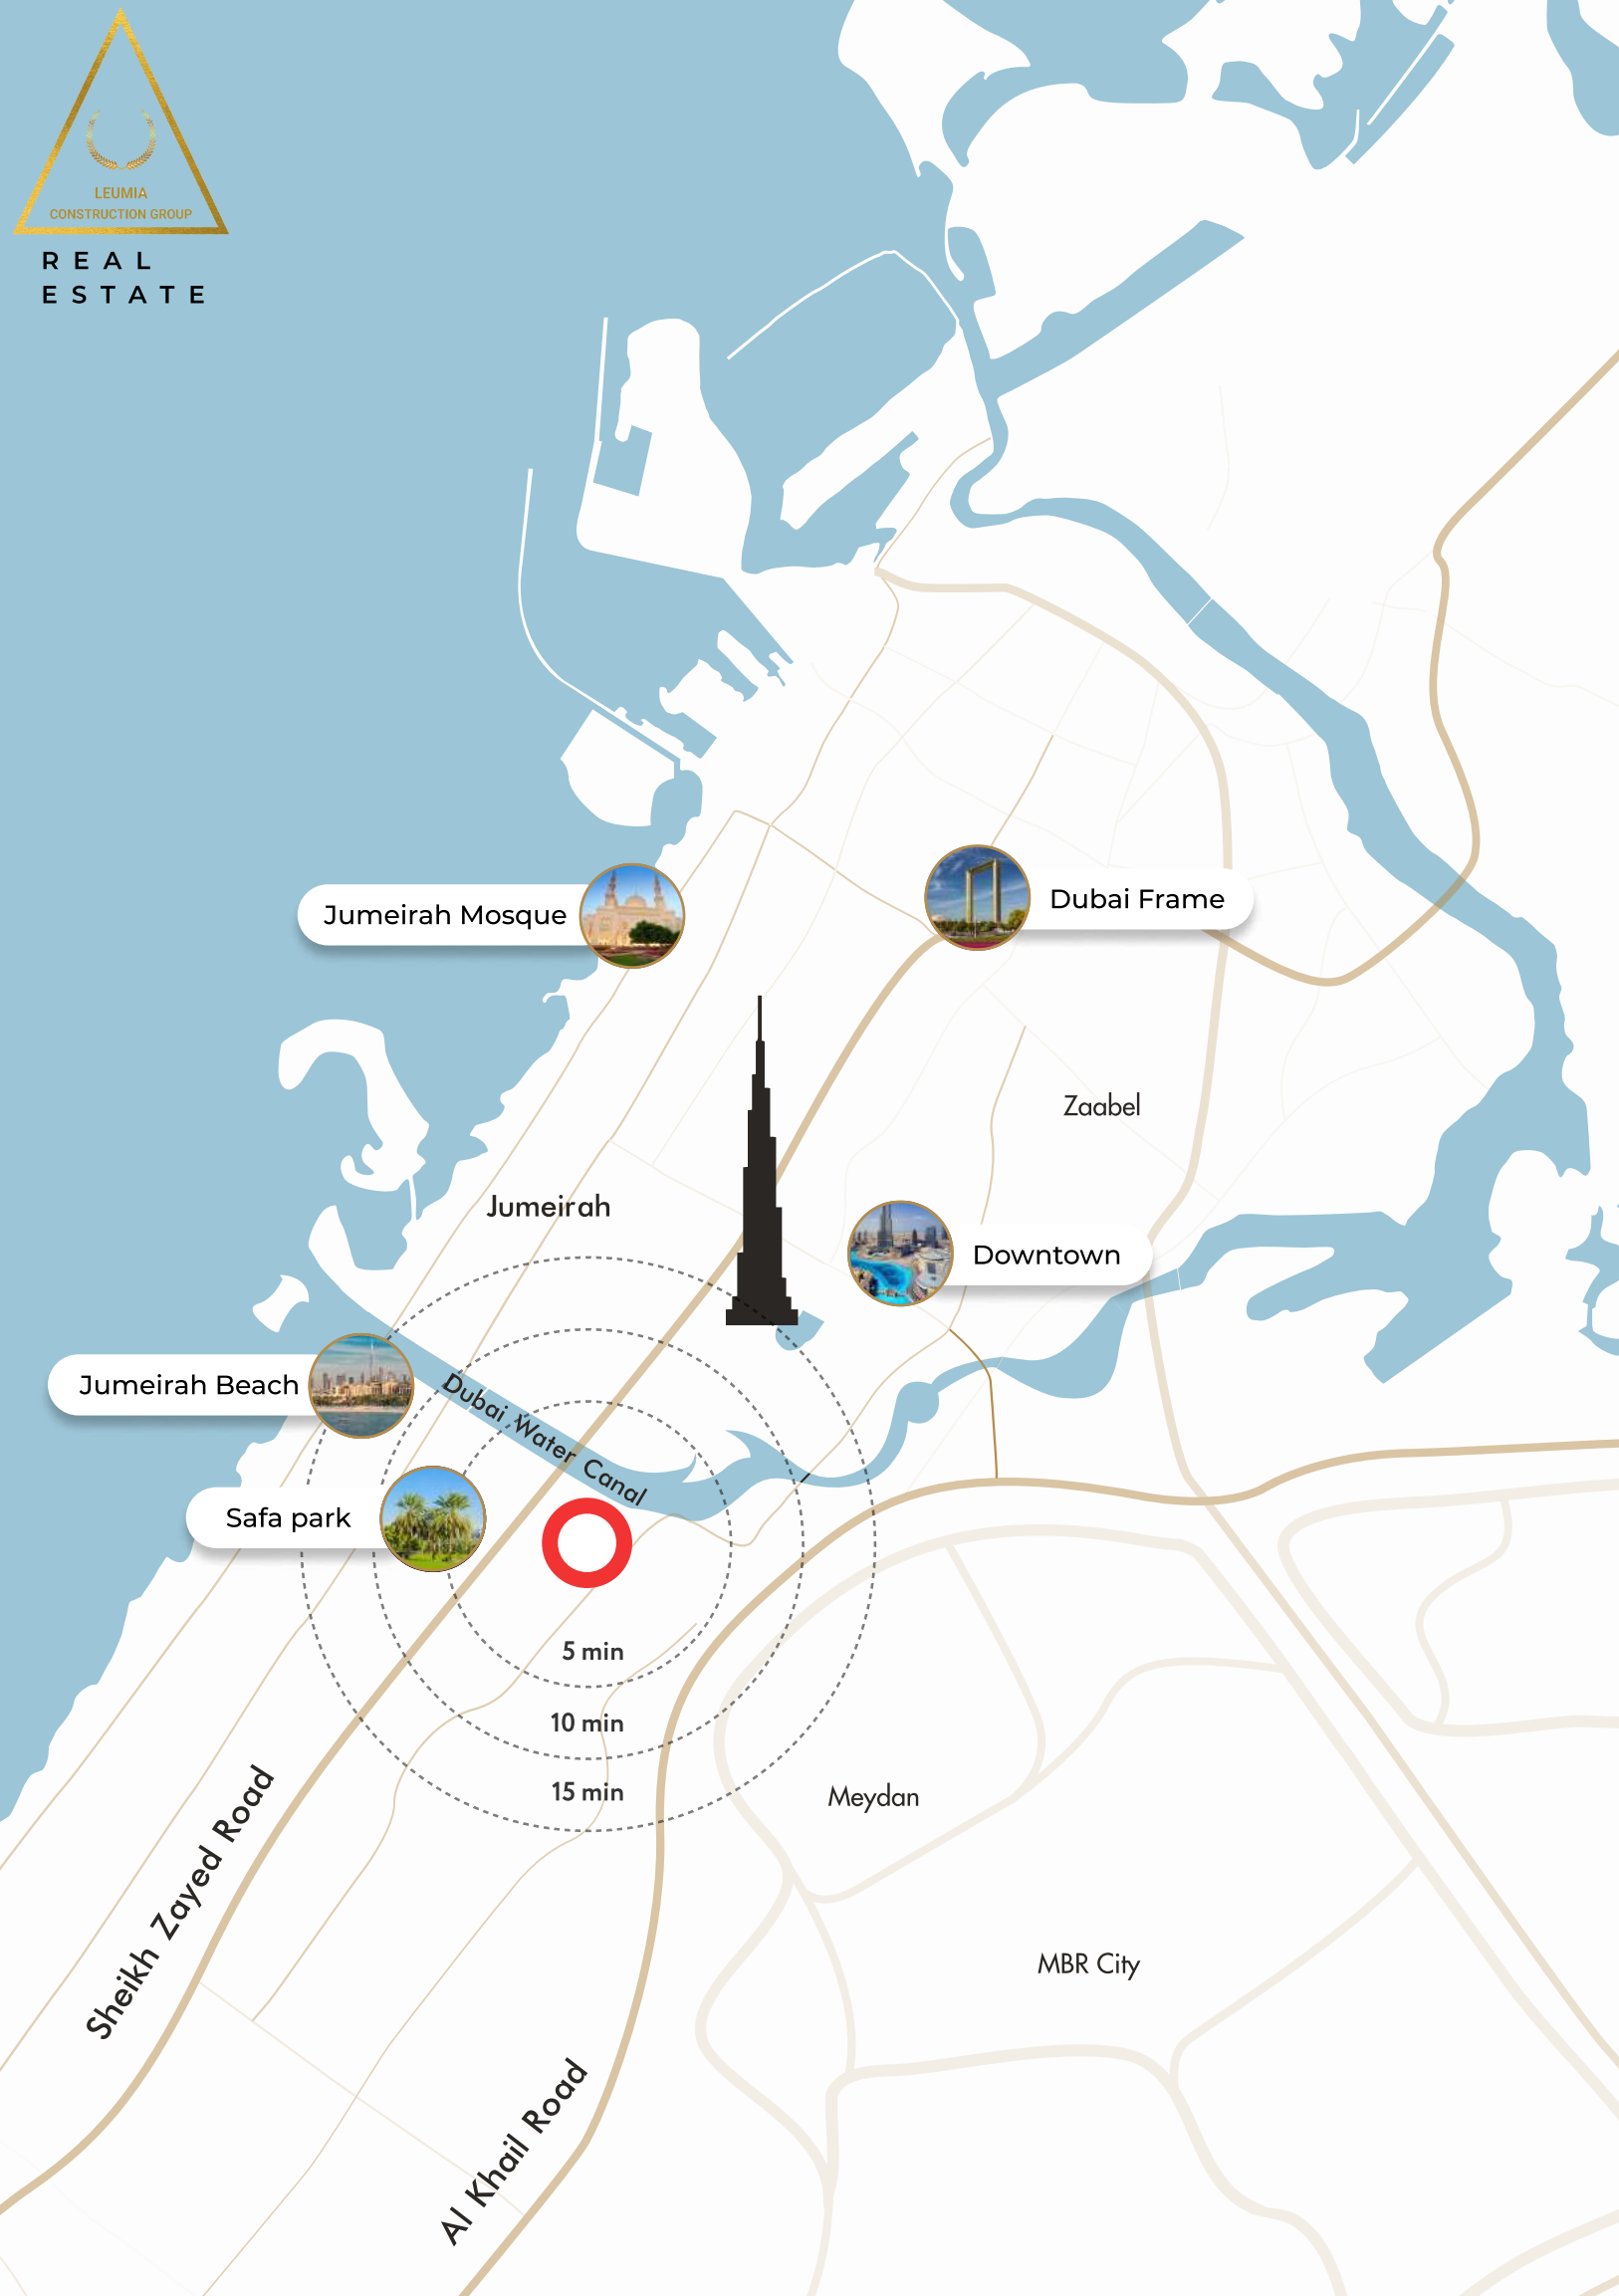 LEUMIA
CONSTRUCTION GROUP
REAL
ESTATE
Jumeirah Mosque
Dubai Frame
Zaabel
Jumeirah
Downtown
Jumeirah Beach
Dubai Water Canal
Safa park
5 min
10 min
15 min
Meydan
Sheikh Zayed Road
MBR City
Al Khail Road